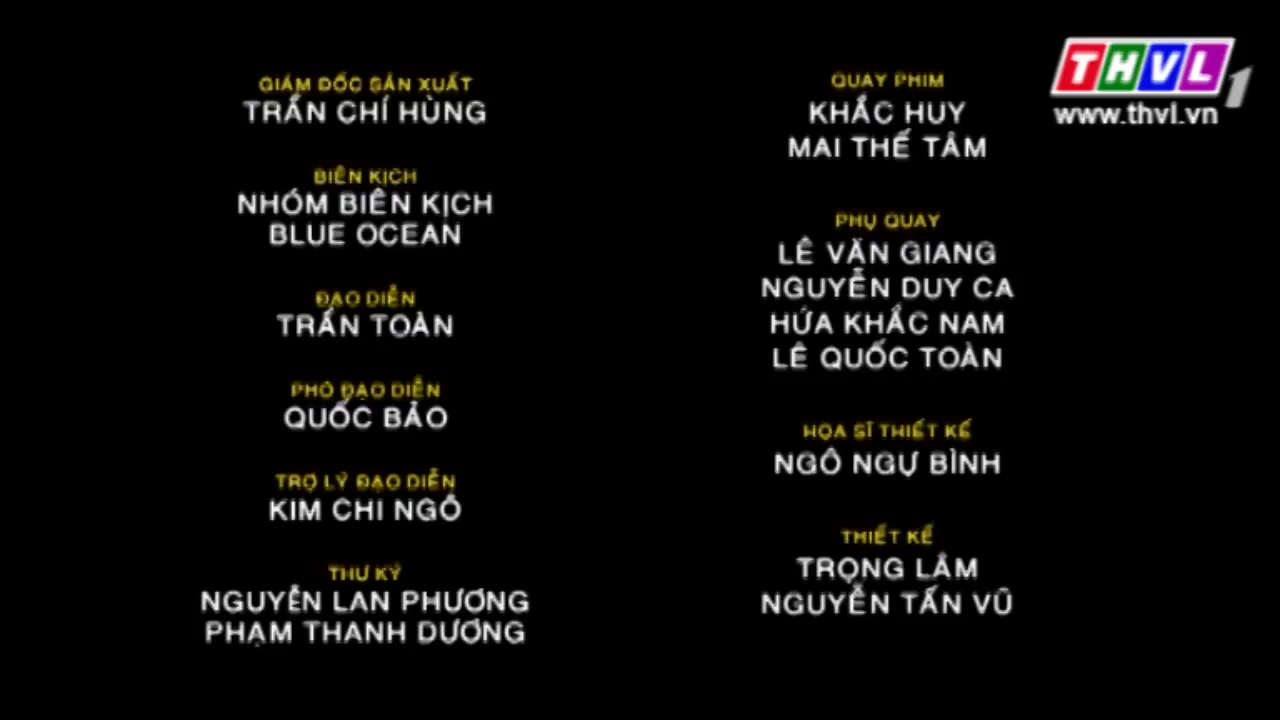 GIÁM ĐỐC SẢN XUẤT
TRẦN CHÍ HÙNG
BIÊN KỊCH
NHÓM BIÊN KỊCH
BLUE OCEAN
ĐẠO DIỄN
TRẦN TOÀN
PHÓ ĐẠO DIỄN
QUỐC BẢO
TRỢ LÝ ĐẠO DIỄN
KIM CHI NGÔ
THƯ KÝ
NGUYỄN LAN PHƯƠNG
PHẠM THANH DƯƠNG
QUAY PHIM
KHẮC HUY
MAI THẾ TÂM
PHỤ QUAY
LÊ VĂN GIANG
NGUYỄN DUY CA
HỨA KHẮC NAM
LÊ QUỐC TOÀN
HỌA SĨ THIẾT KẾ
NGÔ NGỰ BÌNH
THIẾT KẾ
TRỌNG LÂM
NGUYỄN TẤN VŨ
THVL 1
www.thvl.vn